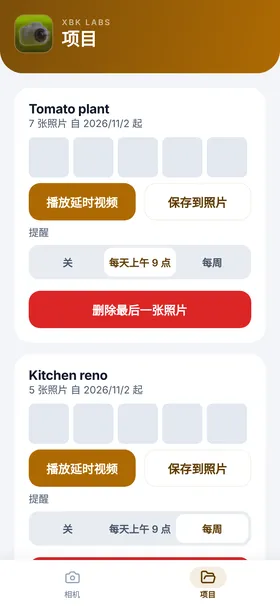 XBK LABS
项目
Tomato plant
7 张照片 自 2026/11/2 起
播放延时视频
保存到照片
提醒
关
每天上午 9 点
每周
删除最后一张照片
Kitchen reno
5 张照片 自 2026/11/2 起
播放延时视频
保存到照片
提醒
关
每天上午 9 点
每周
相机
项目